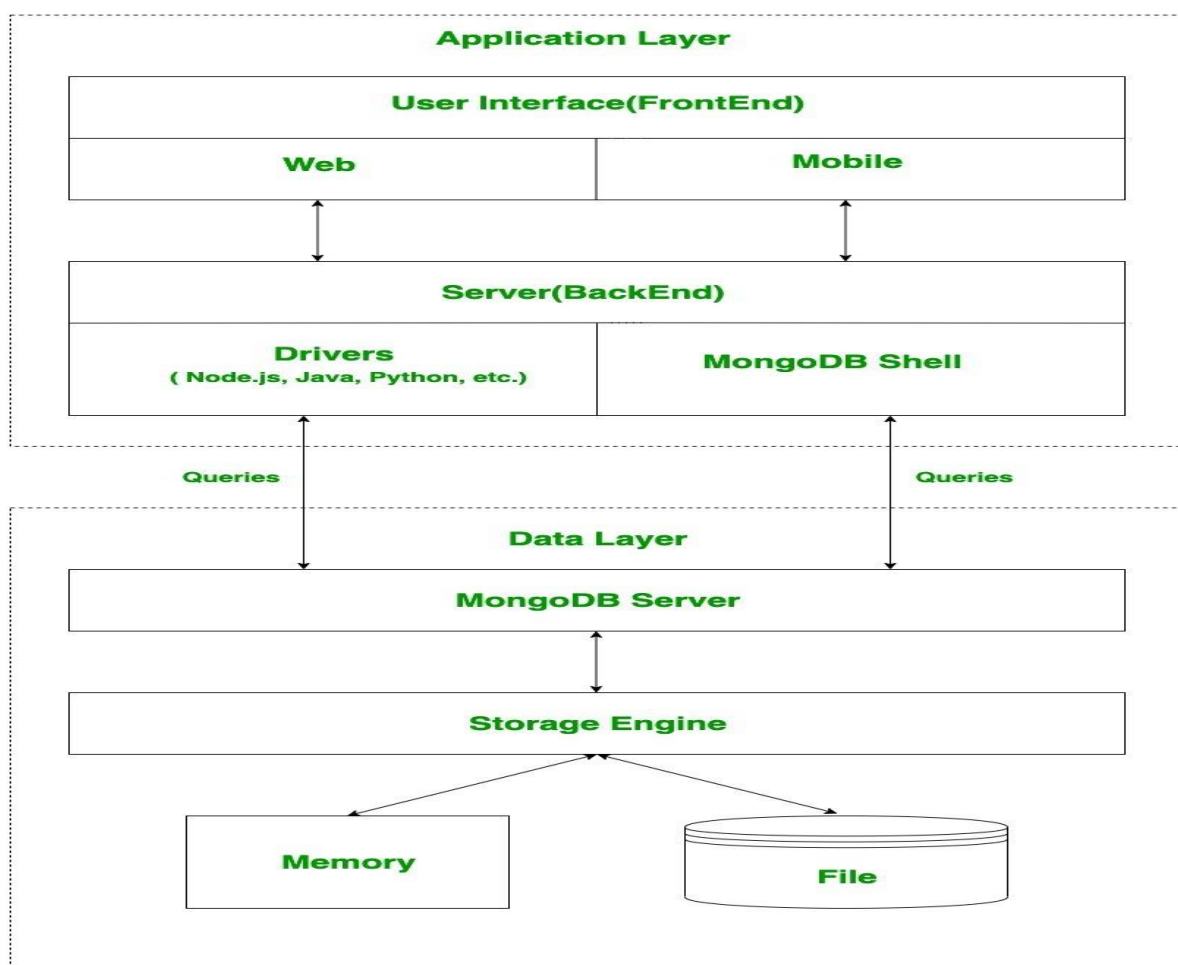 Application Layer
User Interface(FrontEnd)
Web
Mobile
Server(BackEnd)
Drivers
( Node.js, Java, Python, etc.)
MongoDB Shell
Queries
Queries
Data Layer
MongoDB Server
Storage Engine
Memory
File